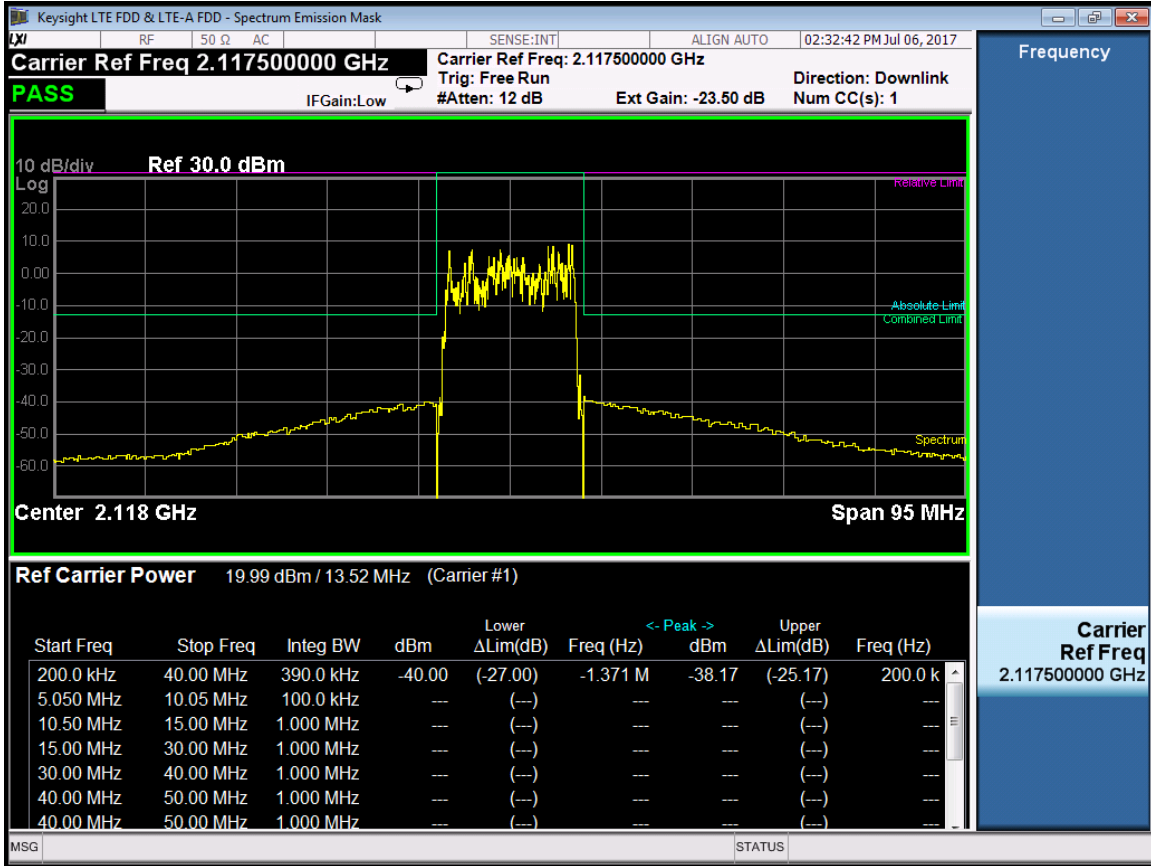 Keysight LTE FDD & LTE-A FDD - Spectrum Emission Mask
LXI RF 50 Ω AC SENSE:INT ALIGN AUTO 02:32:42 PM Jul 06, 2017
Carrier Ref Freq 2.117500000 GHz
Carrier Ref Freq: 2.117500000 GHz
Trig: Free Run Direction: Downlink
PASS IFGain:Low #Atten: 12 dB Ext Gain: -23.50 dB Num CC(s): 1
10 dB/div Ref 30.0 dBm
Log
Relative Limit
20.0
10.0
0.00
-10.0
Absolute Limit
Combined Limit
-20.0
-30.0
-40.0
-50.0
Spectrum
-60.0
Center 2.118 GHz Span 95 MHz
Ref Carrier Power 19.99 dBm / 13.52 MHz (Carrier #1)
Lower <- Peak -> Upper
Start Freq Stop Freq Integ BW dBm ΔLim(dB) Freq (Hz) dBm ΔLim(dB) Freq (Hz)
200.0 kHz 40.00 MHz 390.0 kHz -40.00 (-27.00) -1.371 M -38.17 (-25.17) 200.0 k
5.050 MHz 10.05 MHz 100.0 kHz --- (---) --- --- (---) ---
10.50 MHz 15.00 MHz 1.000 MHz --- (---) --- --- (---) ---
15.00 MHz 30.00 MHz 1.000 MHz --- (---) --- --- (---) ---
30.00 MHz 40.00 MHz 1.000 MHz --- (---) --- --- (---) ---
40.00 MHz 50.00 MHz 1.000 MHz --- (---) --- --- (---) ---
40.00 MHz 50.00 MHz 1.000 MHz --- (---) --- --- (---) ---
MSG STATUS
Frequency
Carrier
Ref Freq
2.117500000 GHz